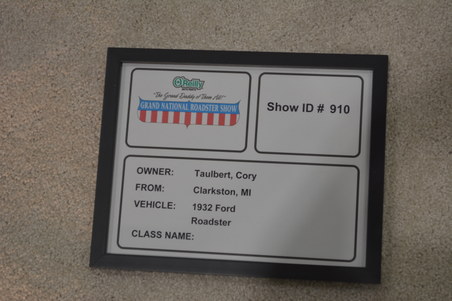 O'Reilly
"The Grand Daddy of Them All"
GRAND NATIONAL ROADSTER SHOW
Show ID # 910
OWNER: Taulbert, Cory
FROM: Clarkston, MI
VEHICLE: 1932 Ford
Roadster
CLASS NAME: